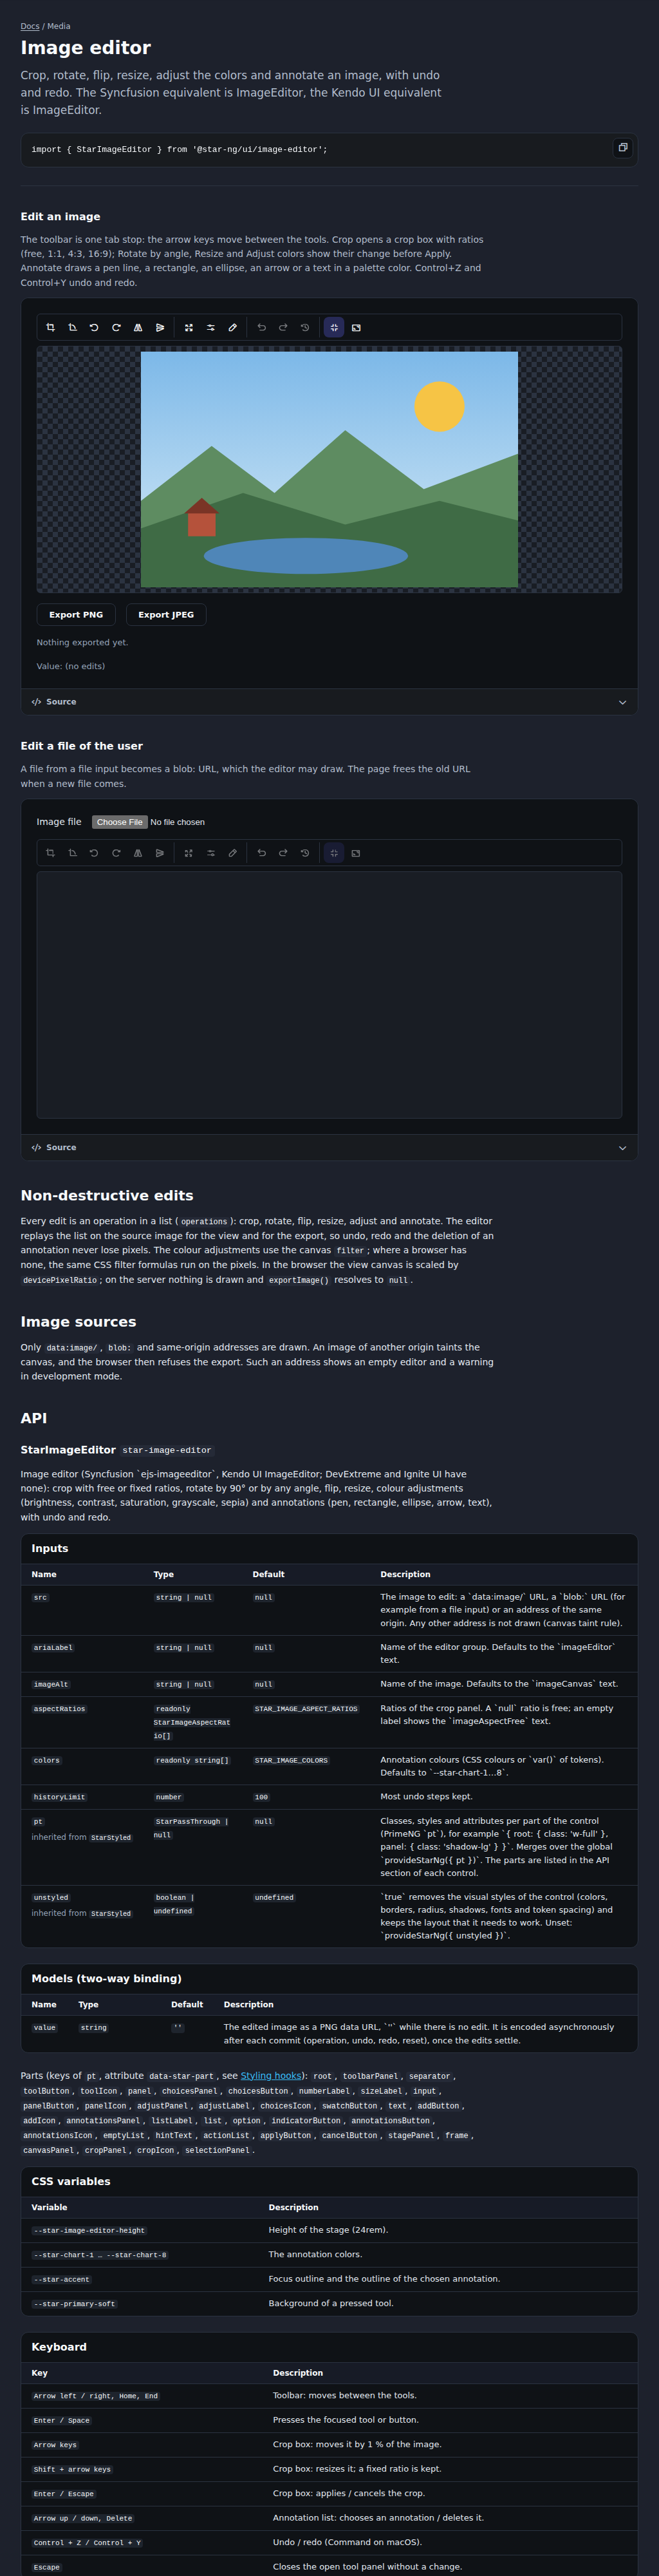 Docs / Media
Image editor
Crop, rotate, flip, resize, adjust the colors and annotate an image, with undo
and redo. The Syncfusion equivalent is ImageEditor, the Kendo UI equivalent
is ImageEditor.
import { StarImageEditor } from '@star-ng/ui/image-editor';
Edit an image
The toolbar is one tab stop: the arrow keys move between the tools. Crop opens a crop box with ratios
(free, 1:1, 4:3, 16:9); Rotate by angle, Resize and Adjust colors show their change before Apply.
Annotate draws a pen line, a rectangle, an ellipse, an arrow or a text in a palette color. Control+Z and
Control+Y undo and redo.
Export PNG Export JPEG
Nothing exported yet.
Value: (no edits)
Source
Edit a file of the user
A file from a file input becomes a blob: URL, which the editor may draw. The page frees the old URL
when a new file comes.
Image file Choose File No file chosen
Source
Non-destructive edits
Every edit is an operation in a list ( operations ): crop, rotate, flip, resize, adjust and annotate. The editor
replays the list on the source image for the view and for the export, so undo, redo and the deletion of an
annotation never lose pixels. The colour adjustments use the canvas filter ; where a browser has
none, the same CSS filter formulas run on the pixels. In the browser the view canvas is scaled by
devicePixelRatio ; on the server nothing is drawn and exportImage() resolves to null .
Image sources
Only data:image/ , blob: and same-origin addresses are drawn. An image of another origin taints the
canvas, and the browser then refuses the export. Such an address shows an empty editor and a warning
in development mode.
API
StarImageEditor star-image-editor
Image editor (Syncfusion `ejs-imageeditor`, Kendo UI ImageEditor; DevExtreme and Ignite UI have
none): crop with free or fixed ratios, rotate by 90° or by any angle, flip, resize, colour adjustments
(brightness, contrast, saturation, grayscale, sepia) and annotations (pen, rectangle, ellipse, arrow, text),
with undo and redo.
Inputs
Name Type Default Description
src string | null null The image to edit: a `data:image/` URL, a `blob:` URL (for
example from a file input) or an address of the same
origin. Any other address is not drawn (canvas taint rule).
ariaLabel string | null null Name of the editor group. Defaults to the `imageEditor`
text.
imageAlt string | null null Name of the image. Defaults to the `imageCanvas` text.
aspectRatios readonly STAR_IMAGE_ASPECT_RATIOS Ratios of the crop panel. A `null` ratio is free; an empty
StarImageAspectRat label shows the `imageAspectFree` text.
io[]
colors readonly string[] STAR_IMAGE_COLORS Annotation colours (CSS colours or `var()` of tokens).
Defaults to `--star-chart-1…8`.
historyLimit number 100 Most undo steps kept.
pt StarPassThrough | null Classes, styles and attributes per part of the control
inherited from StarStyled null (PrimeNG `pt`), for example `{ root: { class: 'w-full' },
panel: { class: 'shadow-lg' } }`. Merges over the global
`provideStarNg({ pt })`. The parts are listed in the API
section of each control.
unstyled boolean | undefined `true` removes the visual styles of the control (colors,
inherited from StarStyled undefined borders, radius, shadows, fonts and token spacing) and
keeps the layout that it needs to work. Unset:
`provideStarNg({ unstyled })`.
Models (two-way binding)
Name Type Default Description
value string '' The edited image as a PNG data URL, `''` while there is no edit. It is encoded asynchronously
after each commit (operation, undo, redo, reset), once the edits settle.
Parts (keys of pt , attribute data-star-part , see Styling hooks): root , toolbarPanel , separator ,
toolButton , toolIcon , panel , choicesPanel , choicesButton , numberLabel , sizeLabel , input ,
panelButton , panelIcon , adjustPanel , adjustLabel , choicesIcon , swatchButton , text , addButton ,
addIcon , annotationsPanel , listLabel , list , option , indicatorButton , annotationsButton ,
annotationsIcon , emptyList , hintText , actionList , applyButton , cancelButton , stagePanel , frame ,
canvasPanel , cropPanel , cropIcon , selectionPanel .
CSS variables
Variable Description
--star-image-editor-height Height of the stage (24rem).
--star-chart-1 … --star-chart-8 The annotation colors.
--star-accent Focus outline and the outline of the chosen annotation.
--star-primary-soft Background of a pressed tool.
Keyboard
Key Description
Arrow left / right, Home, End Toolbar: moves between the tools.
Enter / Space Presses the focused tool or button.
Arrow keys Crop box: moves it by 1 % of the image.
Shift + arrow keys Crop box: resizes it; a fixed ratio is kept.
Enter / Escape Crop box: applies / cancels the crop.
Arrow up / down, Delete Annotation list: chooses an annotation / deletes it.
Control + Z / Control + Y Undo / redo (Command on macOS).
Escape Closes the open tool panel without a change.